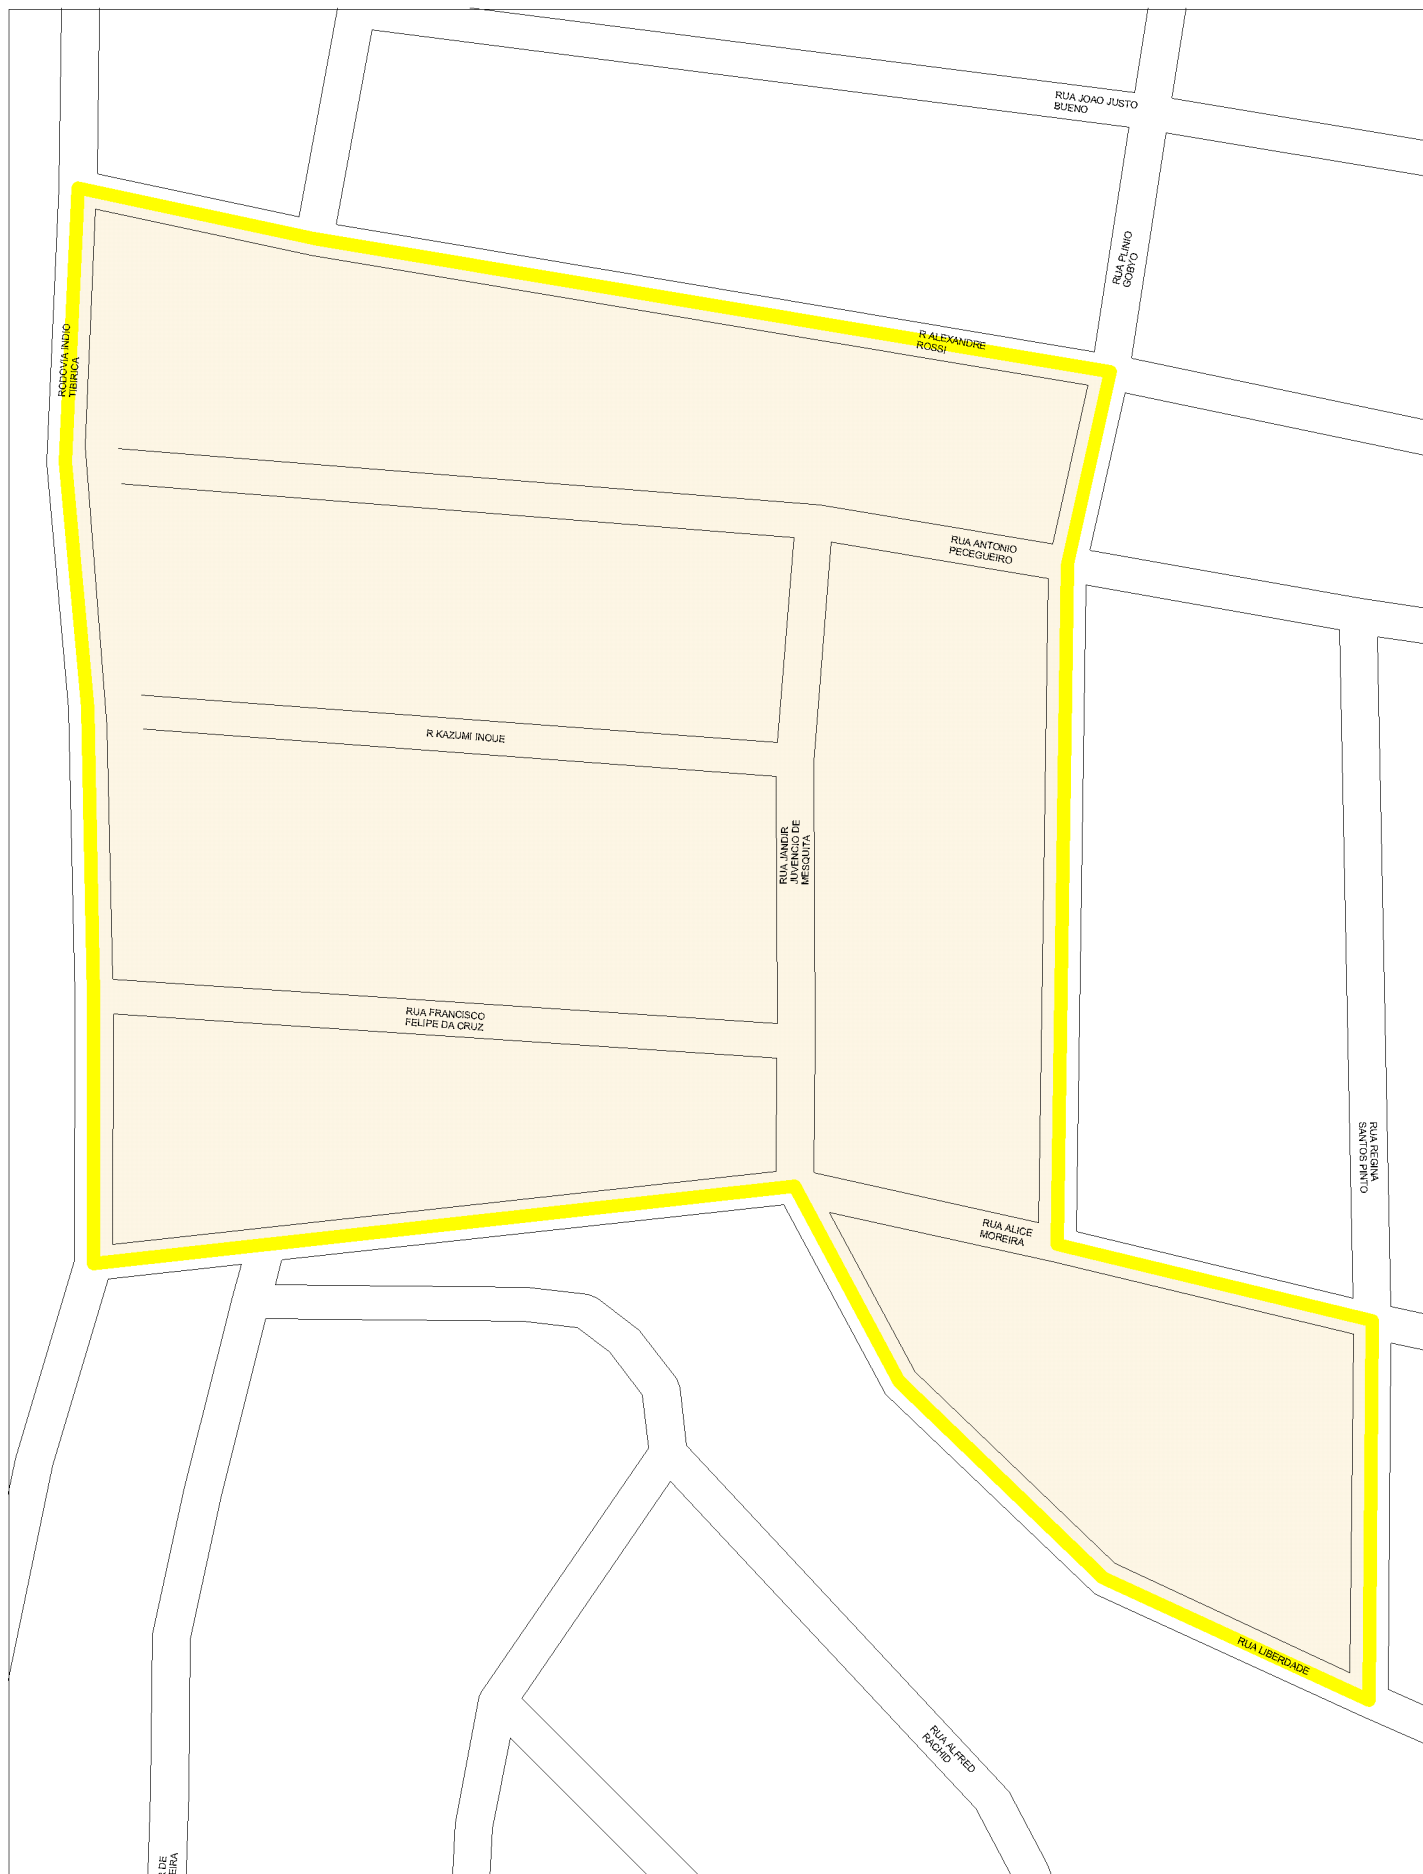 RUA JOAO JUSTO
BUENO
RUA PLINIO
GOBYO
R ALEXANDRE
ROSSI
RODOVIA INDIO
TIBIRICA
RUA ANTONIO
PECEGUEIRO
R KAZUMI INOUE
RUA JANDIR
JUVENCIO DE
MESQUITA
RUA FRANCISCO
FELIPE DA CRUZ
RUA REGINA
SANTOS PINTO
RUA ALICE
MOREIRA
RUA LIBERDADE
RUA ALFRED
RACHID
DE
EIRA